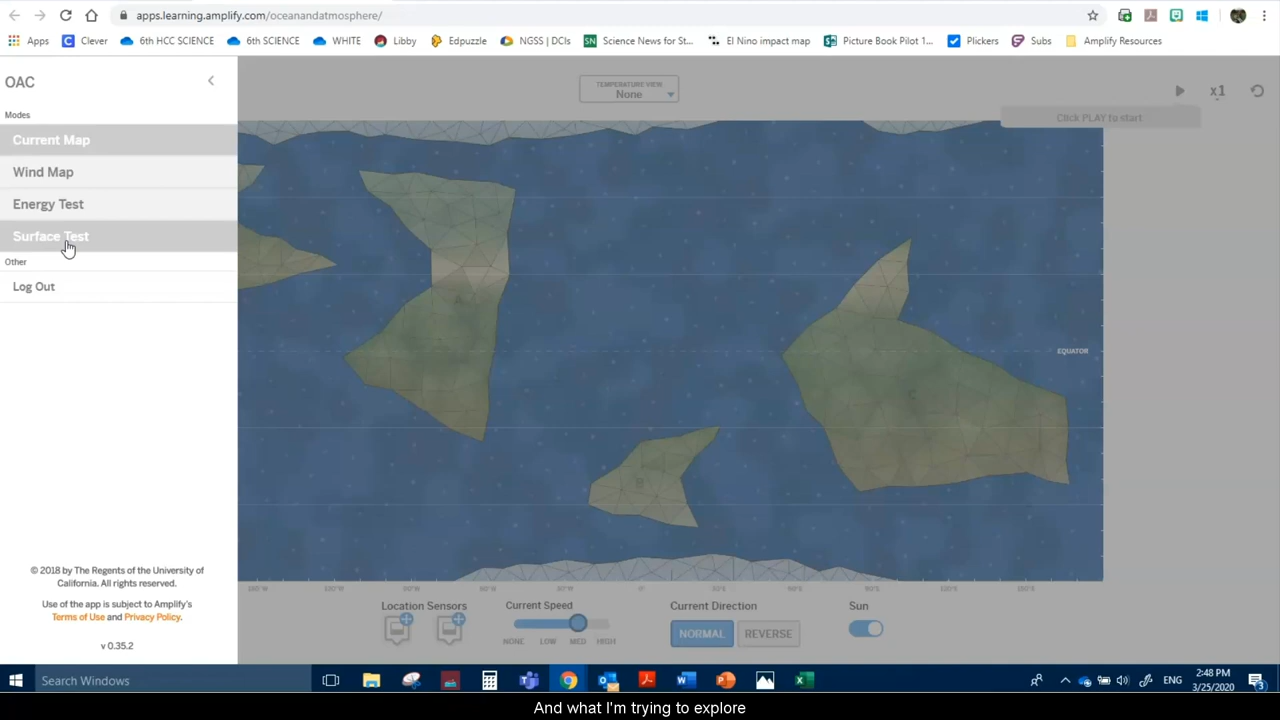 apps.learning.amplify.com/oceanandatmosphere/
Apps Clever 6th HCC SCIENCE 6th SCIENCE WHITE Libby Edpuzzle NGSS | DCIs Science News for St... El Nino impact map Picture Book Pilot 1... Plickers Subs Amplify Resources
OAC
Modes
Current Map
Wind Map
Energy Test
Surface Test
Other
Log Out
© 2018 by The Regents of the University of
California. All rights reserved.
Use of the app is subject to Amplify's
Terms of Use and Privacy Policy.
v 0.35.2
TEMPERATURE VIEW
None
x1
Click PLAY to start
EQUATOR
Location Sensors
Current Speed
NONE LOW MED HIGH
Current Direction
NORMAL REVERSE
Sun
Search Windows
ENG
2:48 PM
3/25/2020
3
And what I'm trying to explore